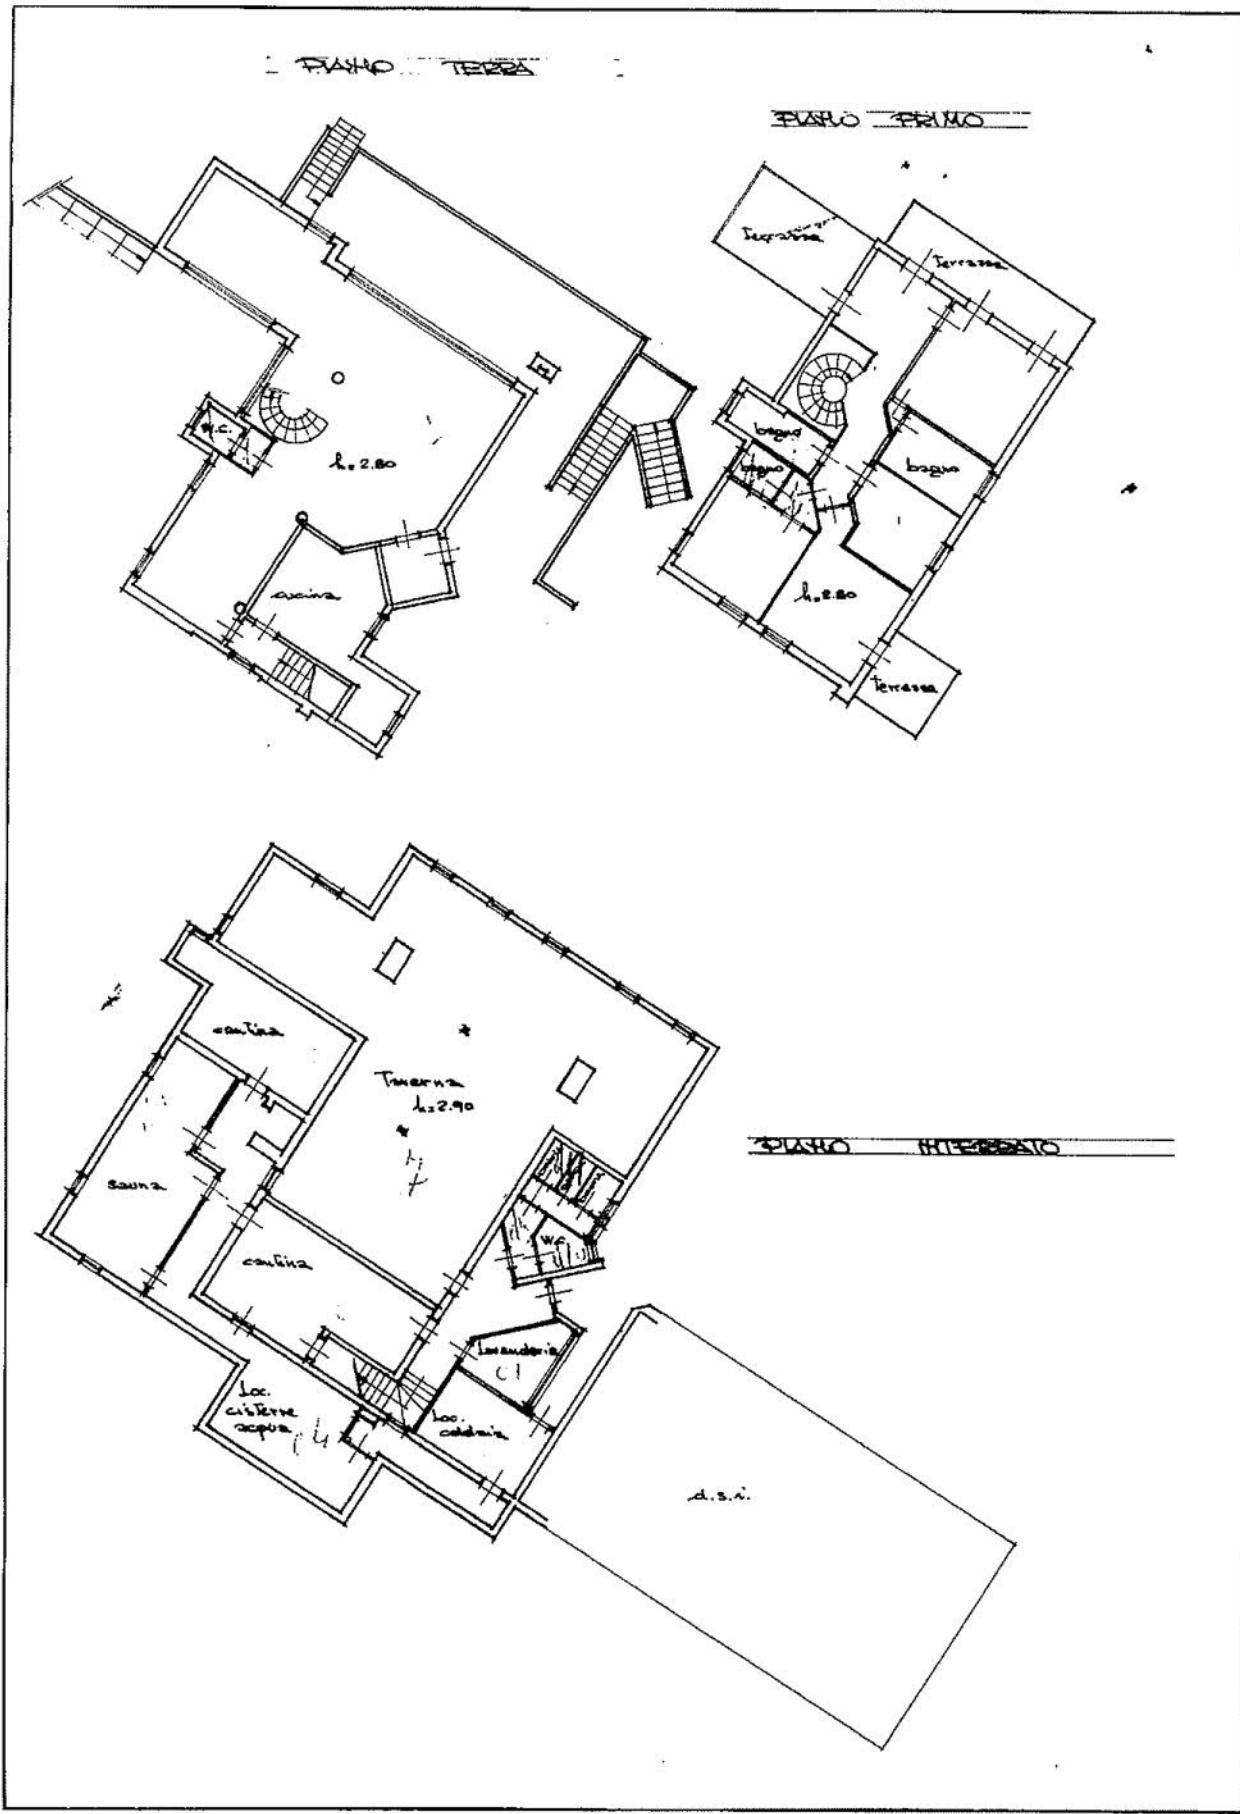 PIANO TERRA
PIANO PRIMO
terrazza
terrazza
W.C.
h=2.80
bagno
bagno
bagno
cucina
h=2.80
terrazza
cantina
Taverna
h=2.90
PIANO INTERRATO
sauna
W.C.
cantina
Lavanderia
Loc.
cisterne
acqua
Loc.
caldaia
d.s.i.